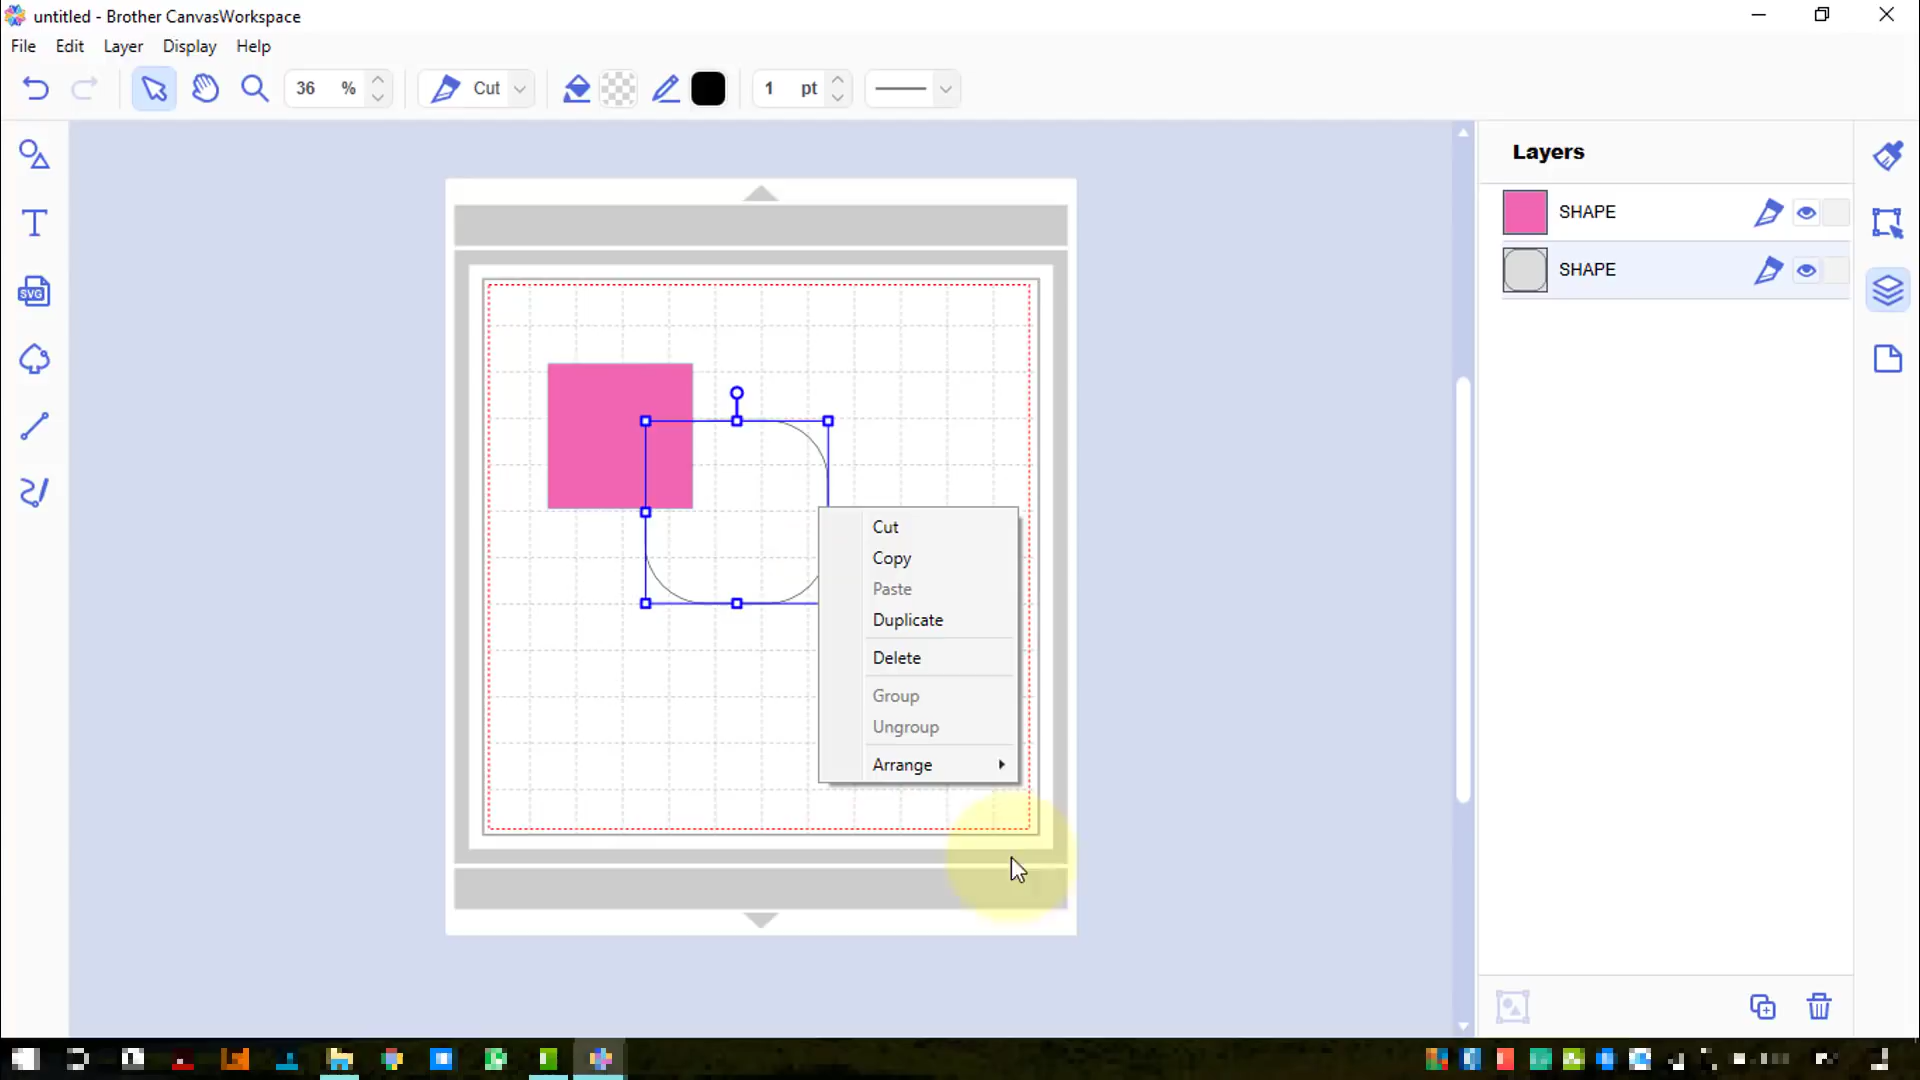 untitled - Brother CanvasWorkspace
File Edit Layer Display Help
36 % Cut 1 pt
Layers
SHAPE
SHAPE
SVG
Cut
Copy
Paste
Duplicate
Delete
Group
Ungroup
Arrange